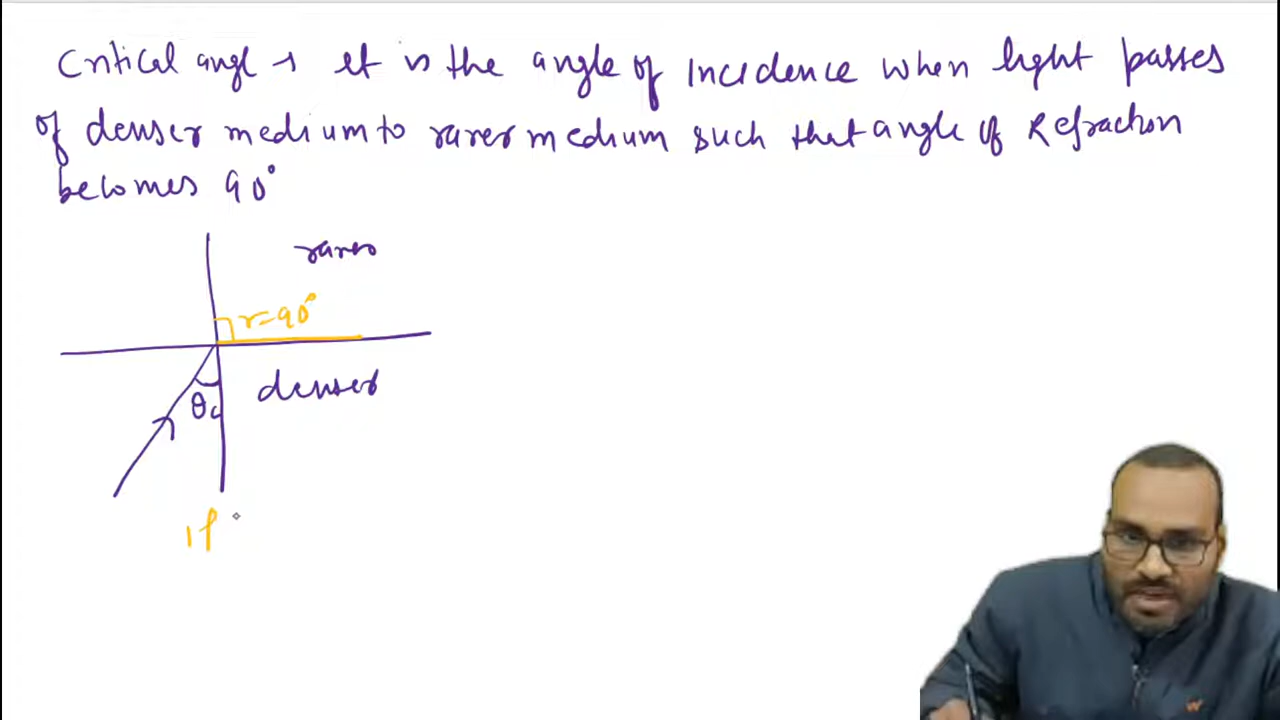 Critical angl → It is the angle of incidence when light passes
of denser medium to rarer medium such that angle of Refraction
becomes 90°
rarer
r=90°
denser
θc
if